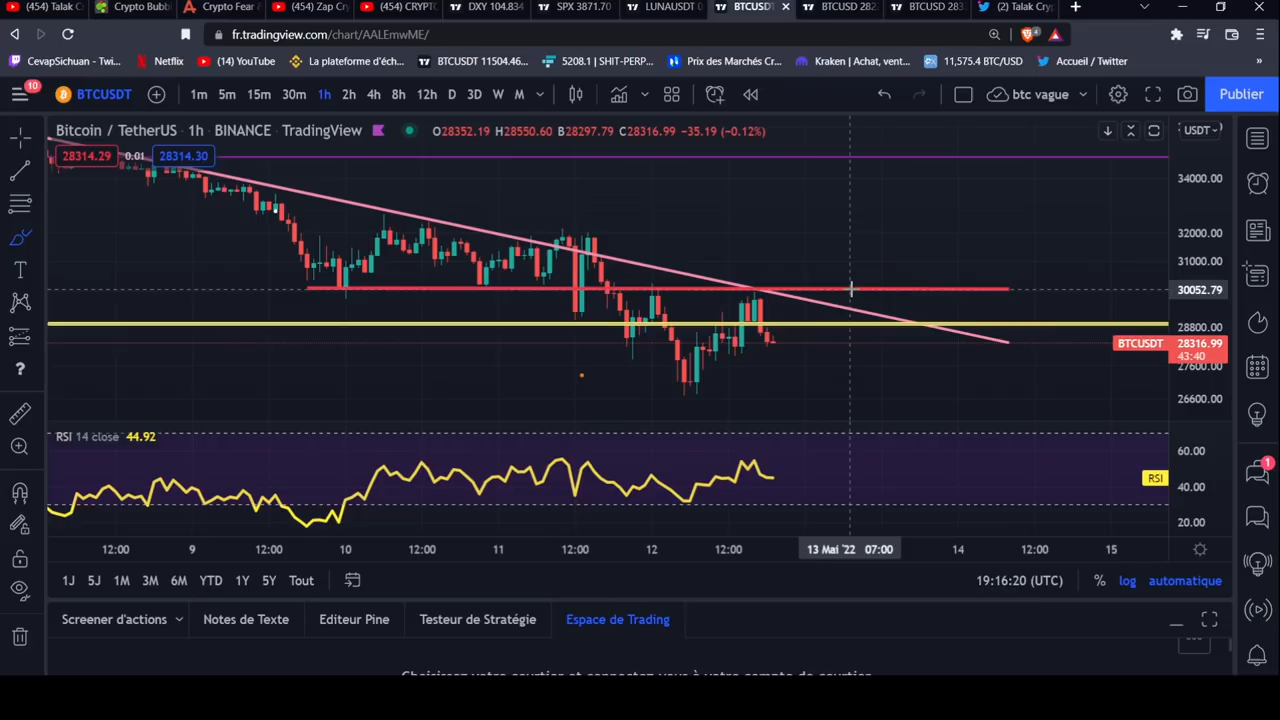 (454) Talak C
Crypto Bubb
Crypto Fear
(454) YouTub
(454) Zap Cr
(454) CRYPTO
DXY 104.834
SPX 3871.70
LUNAUSDT 0
BTCUSDT
BTCUSD 282
BTCUSD 283
(2) Talak Cry
fr.tradingview.com/chart/AALEmwME/
CevapSichuan - Twi...
Netflix
(14) YouTube
La plateforme d'éch...
BTCUSDT 11504.46...
5208.1 | SHIT-PERP...
Prix des Marchés Cr...
Kraken | Achat, vent...
11,575.4 BTC/USD
Accueil / Twitter
»
10
BTCUSDT
1m 5m 15m 30m 1h 2h 4h 8h 12h D 3D W M
btc vague
Publier
Bitcoin / TetherUS · 1h · BINANCE · TradingView
O28352.19 H28550.60 B28297.79 C28316.99 −35.19 (−0.12%)
USDT
28314.29 0.01 28314.30
34000.00
32000.00
31000.00
30052.79
28800.00
BTCUSDT 28316.99
43:40
27600.00
26600.00
RSI 14 close 44.92
60.00
RSI
40.00
20.00
1
12:00 9 12:00 10 12:00 11 12:00 12 12:00 13 Mai '22 07:00 14 12:00 15
1J 5J 1M 3M 6M YTD 1Y 5Y Tout
19:16:20 (UTC) % log automatique
Screener d'actions
Notes de Texte
Editeur Pine
Testeur de Stratégie
Espace de Trading